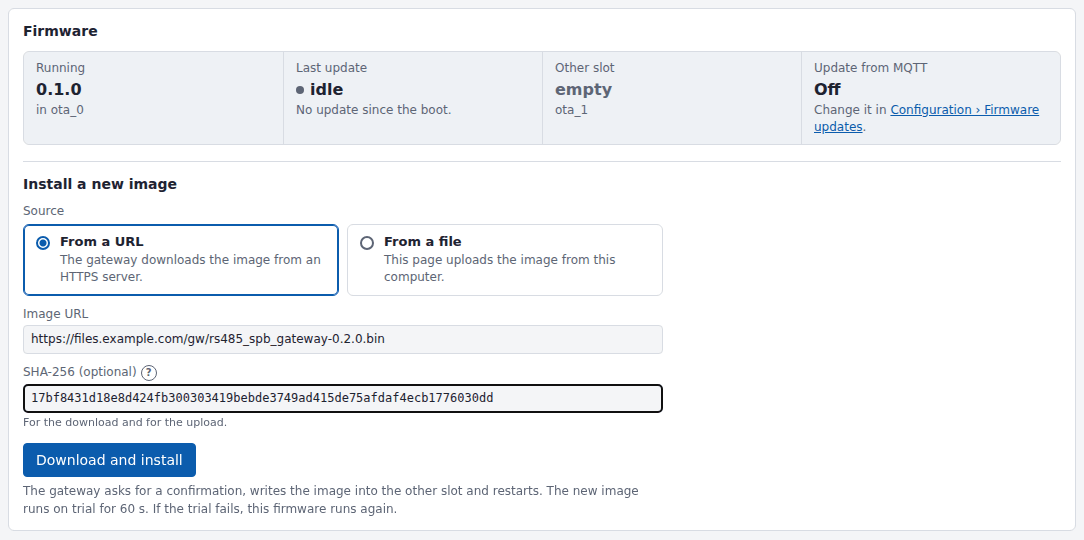 Firmware
Running
0.1.0
in ota_0
Last update
idle
No update since the boot.
Other slot
empty
ota_1
Update from MQTT
Off
Change it in Configuration › Firmware
updates.
Install a new image
Source
From a URL
The gateway downloads the image from an
HTTPS server.
From a file
This page uploads the image from this
computer.
Image URL
https://files.example.com/gw/rs485_spb_gateway-0.2.0.bin
SHA-256 (optional) ?
17bf8431d18e8d424fb300303419bebde3749ad415de75afdaf4ecb1776030dd
For the download and for the upload.
Download and install
The gateway asks for a confirmation, writes the image into the other slot and restarts. The new image
runs on trial for 60 s. If the trial fails, this firmware runs again.